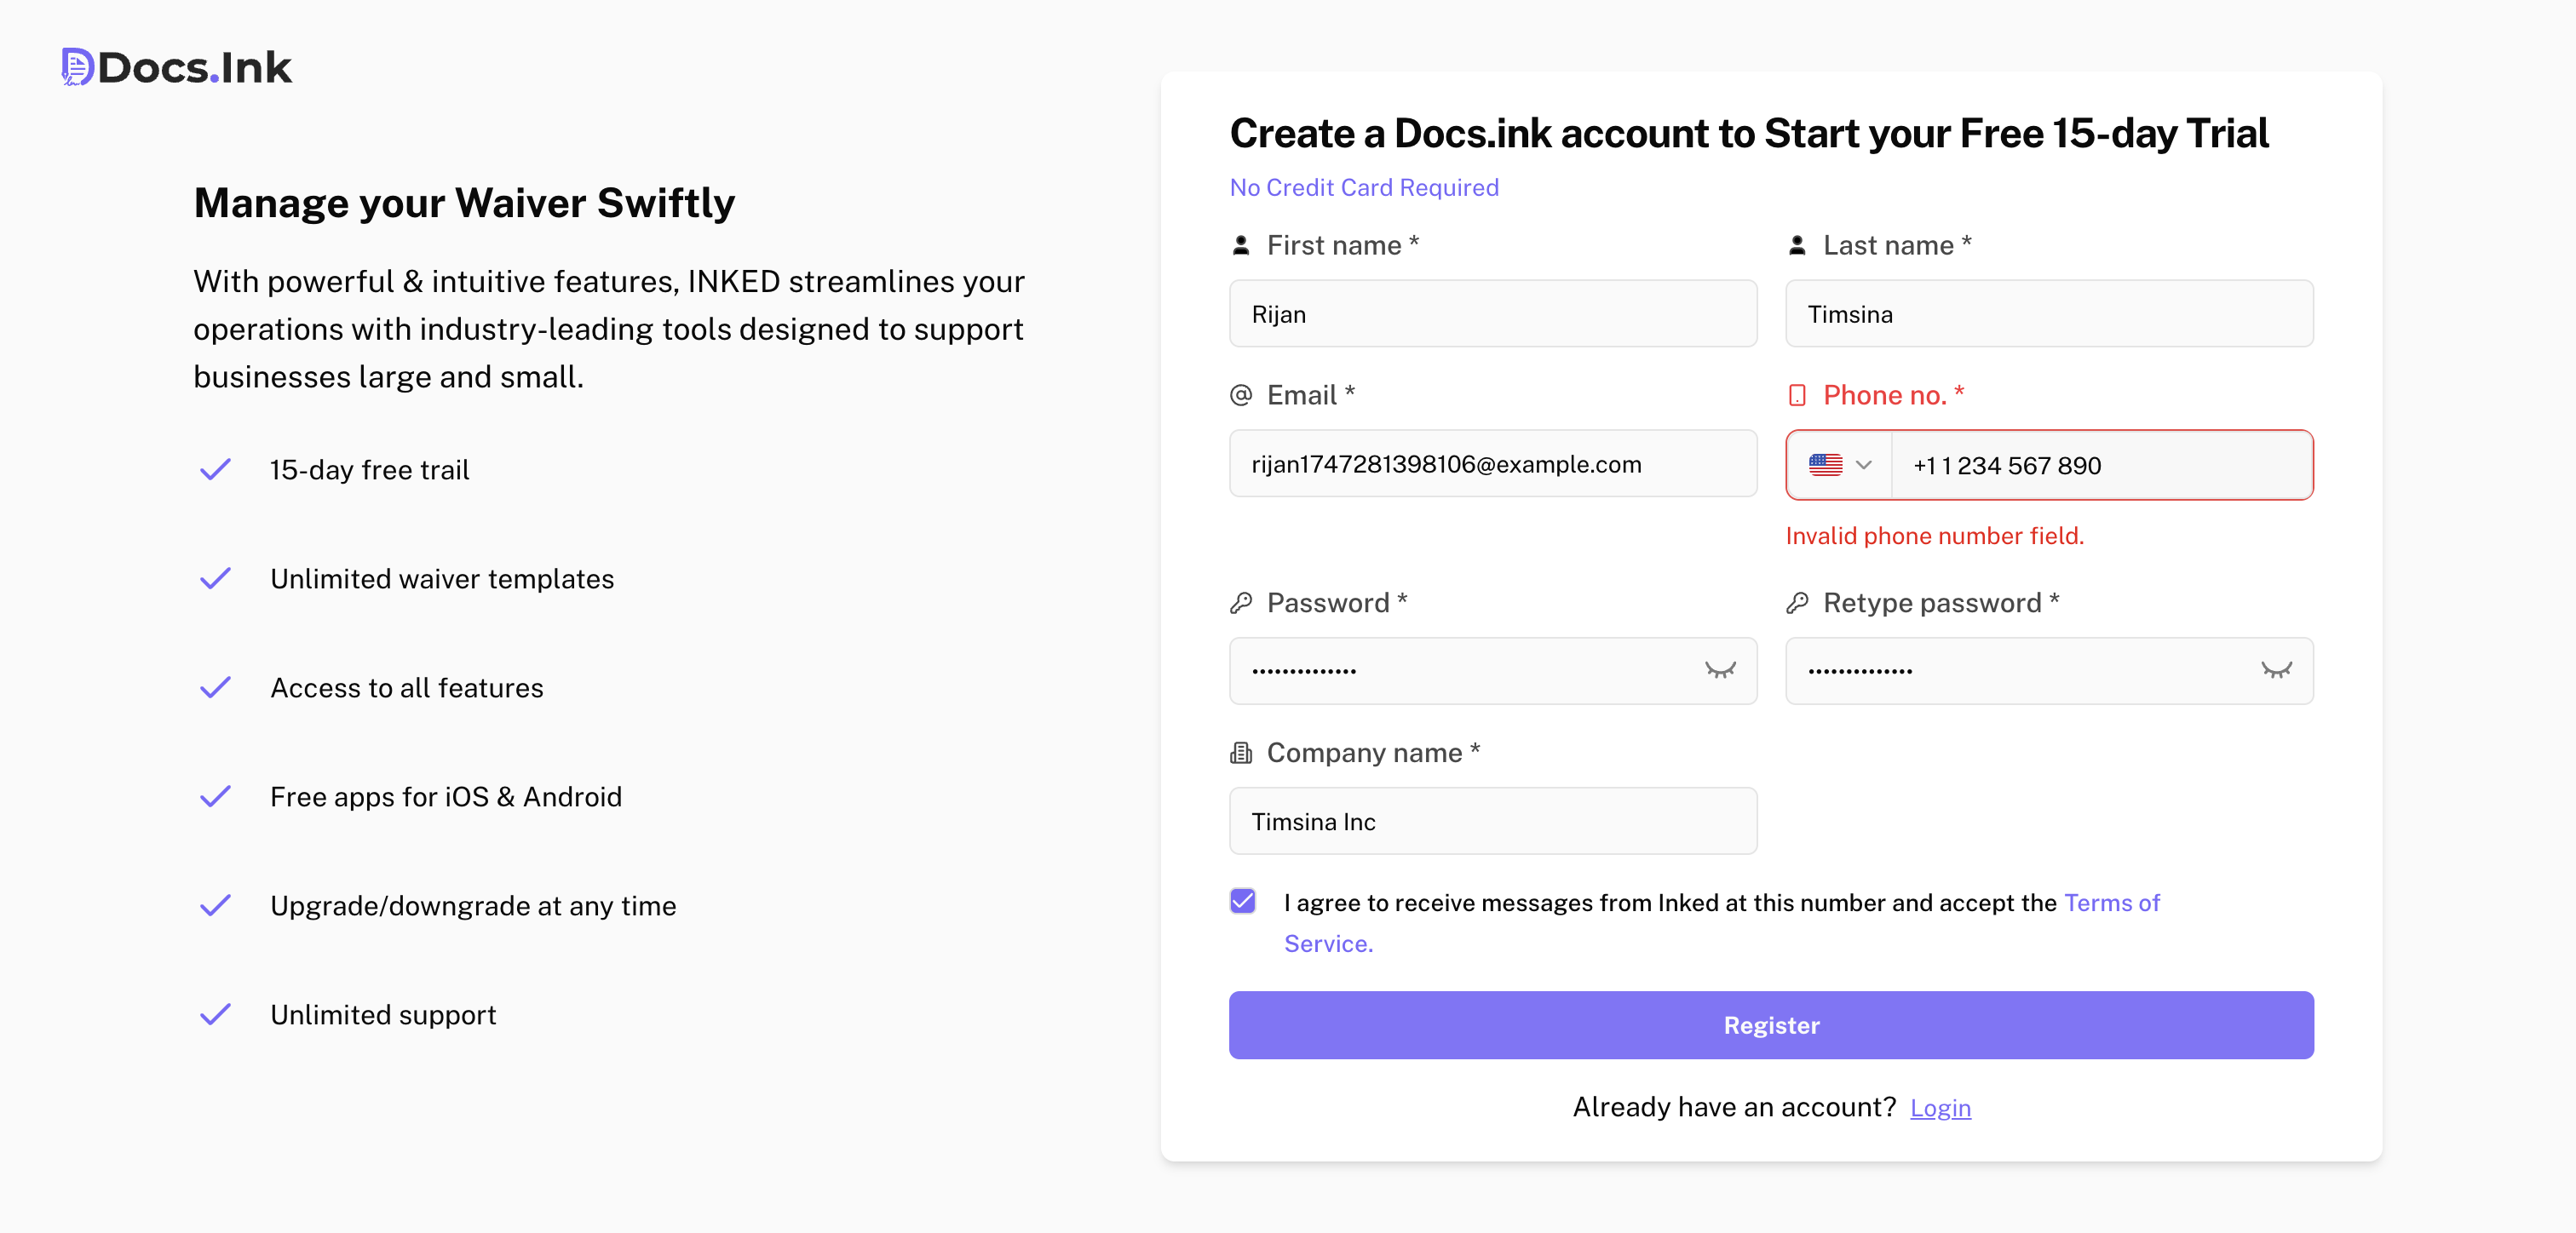 Docs.Ink
Manage your Waiver Swiftly
With powerful & intuitive features, INKED streamlines your
operations with industry-leading tools designed to support
businesses large and small.
15-day free trail
Unlimited waiver templates
Access to all features
Free apps for iOS & Android
Upgrade/downgrade at any time
Unlimited support
Create a Docs.ink account to Start your Free 15-day Trial
No Credit Card Required
First name *
Last name *
Rijan
Timsina
Email *
Phone no. *
rijan1747281398106@example.com
+1 1 234 567 890
Invalid phone number field.
Password *
Retype password *
••••••••••••••
••••••••••••••
Company name *
Timsina Inc
I agree to receive messages from Inked at this number and accept the Terms of
Service.
Register
Already have an account? Login